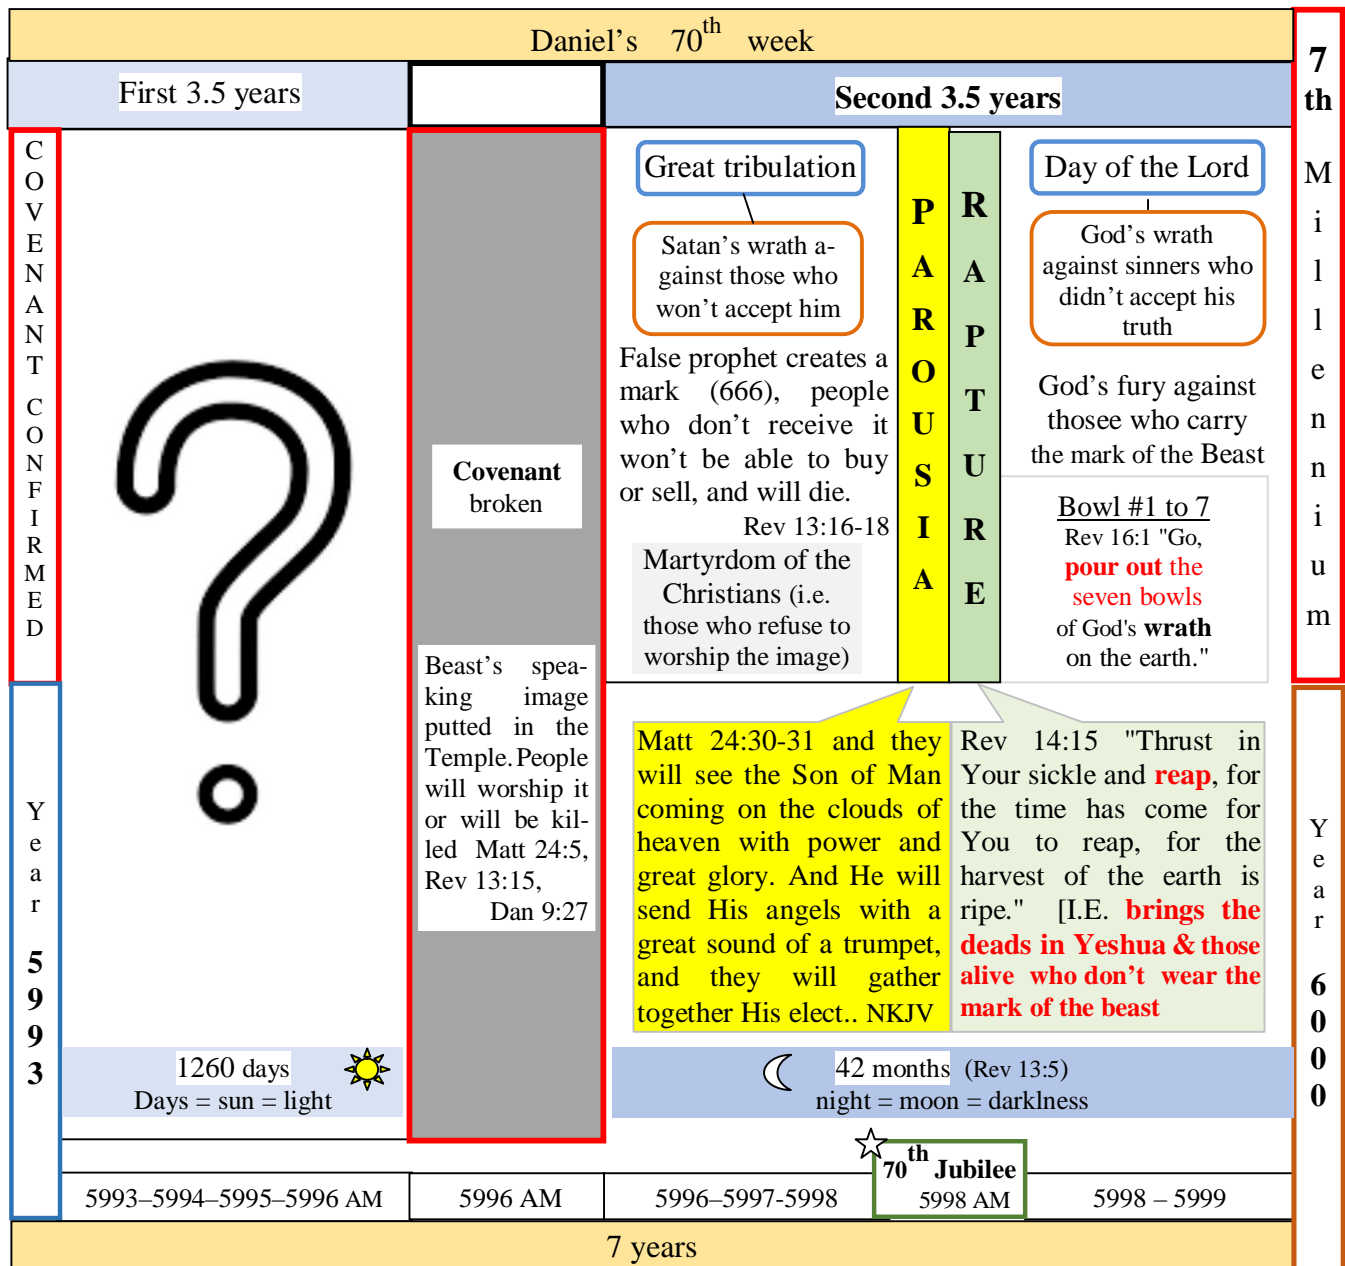 Daniel's 70th week
7
th
M
i
l
l
e
n
n
i
u
m
First 3.5 years
Second 3.5 years
C
O
V
E
N
A
N
T
C
O
N
F
I
R
M
E
D
Covenant
broken
Beast's spea-
king image
putted in the
Temple. People
will worship it
or will be kil-
led Matt 24:5,
Rev 13:15,
Dan 9:27
Great tribulation
Satan's wrath a-
gainst those who
won't accept him
False prophet creates a
mark (666), people
who don't receive it
won't be able to buy
or sell, and will die.
Rev 13:16-18
Martyrdom of the
Christians (i.e.
those who refuse to
worship the image)
P
A
R
O
U
S
I
A
R
A
P
T
U
R
E
Day of the Lord
God's wrath
against sinners who
didn't accept his
truth
God's fury against
thosee who carry
the mark of the Beast
Bowl #1 to 7
Rev 16:1 "Go,
pour out the
seven bowls
of God's wrath
on the earth."
Matt 24:30-31 and they
will see the Son of Man
coming on the clouds of
heaven with power and
great glory. And He will
send His angels with a
great sound of a trumpet,
and they will gather
together His elect.. NKJV
Rev 14:15 "Thrust in
Your sickle and reap, for
the time has come for
You to reap, for the
harvest of the earth is
ripe." [I.E. brings the
deads in Yeshua & those
alive who don't wear the
mark of the beast
Y
e
a
r
5
9
9
3
Y
e
a
r
6
0
0
0
1260 days
Days = sun = light
42 months (Rev 13:5)
night = moon = darklness
70th Jubilee
5998 AM
5993–5994–5995–5996 AM
5996 AM
5996–5997-5998
5998 – 5999
7 years